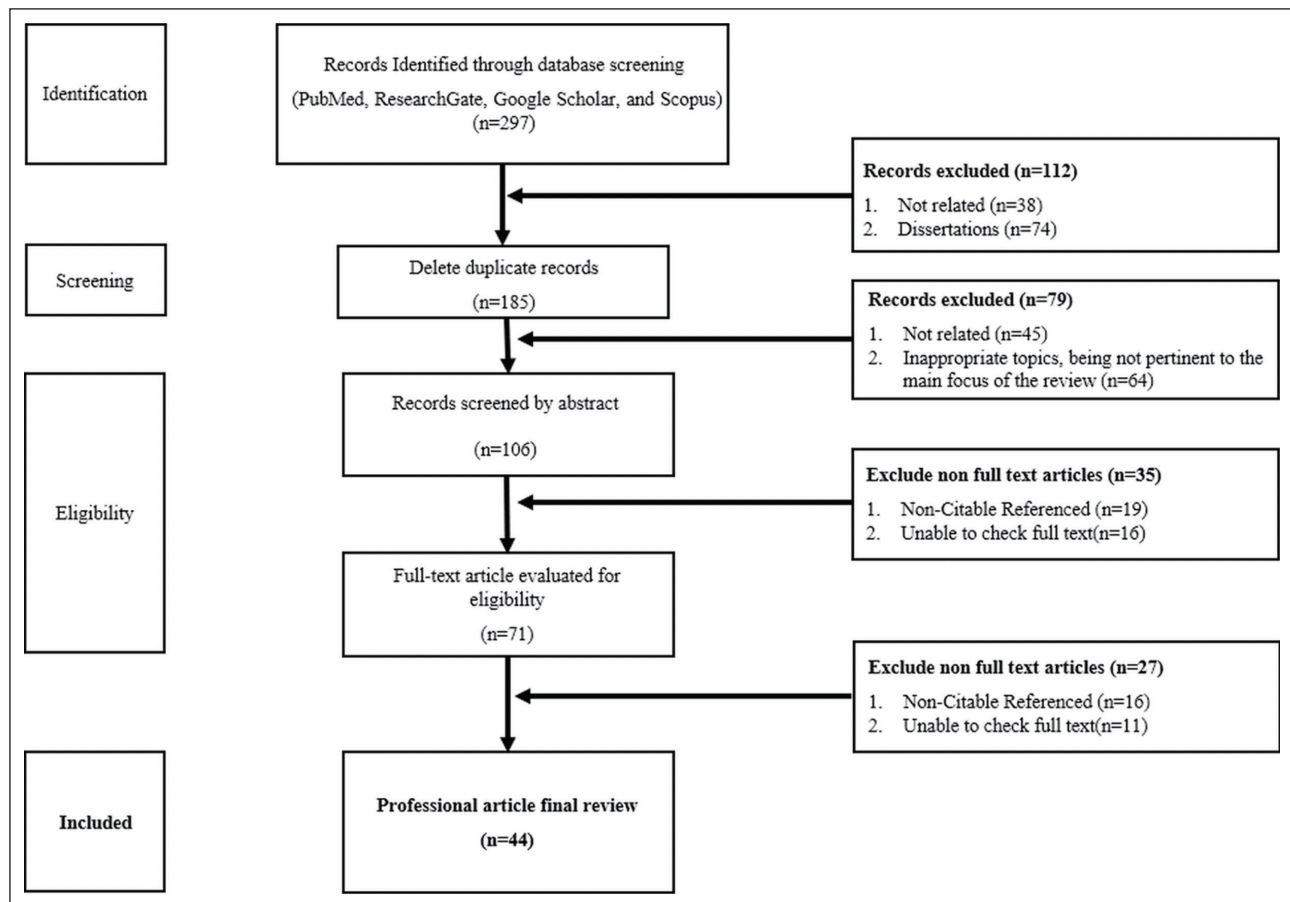 Identification
Records Identified through database screening
(PubMed, ResearchGate, Google Scholar, and Scopus)
(n=297)
Records excluded (n=112)
1. Not related (n=38)
2. Dissertations (n=74)
Screening
Delete duplicate records
(n=185)
Records excluded (n=79)
1. Not related (n=45)
2. Inappropriate topics, being not pertinent to the
main focus of the review (n=64)
Eligibility
Records screened by abstract
(n=106)
Exclude non full text articles (n=35)
1. Non-Citable Referenced (n=19)
2. Unable to check full text(n=16)
Full-text article evaluated for
eligibility
(n=71)
Exclude non full text articles (n=27)
1. Non-Citable Referenced (n=16)
2. Unable to check full text(n=11)
Included
Professional article final review
(n=44)